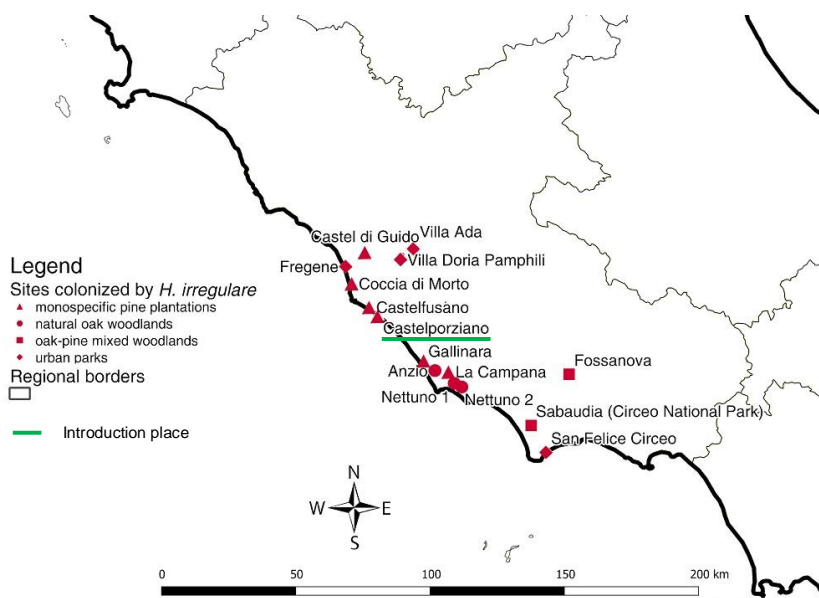 Villa Ada
Castel di Guido
Villa Doria Pamphili
Fregene
Coccia di Morto
Castelfusano
Castelporziano
Gallinara
Anzio
La Campana
Fossanova
Nettuno 1
Nettuno 2
Sabaudia (Circeo National Park)
San Felice Circeo
Legend
Sites colonized by H. irregulare
monospecific pine plantations
natural oak woodlands
oak-pine mixed woodlands
urban parks
Regional borders
Introduction place
N
W E
S
0 50 100 150 200 km